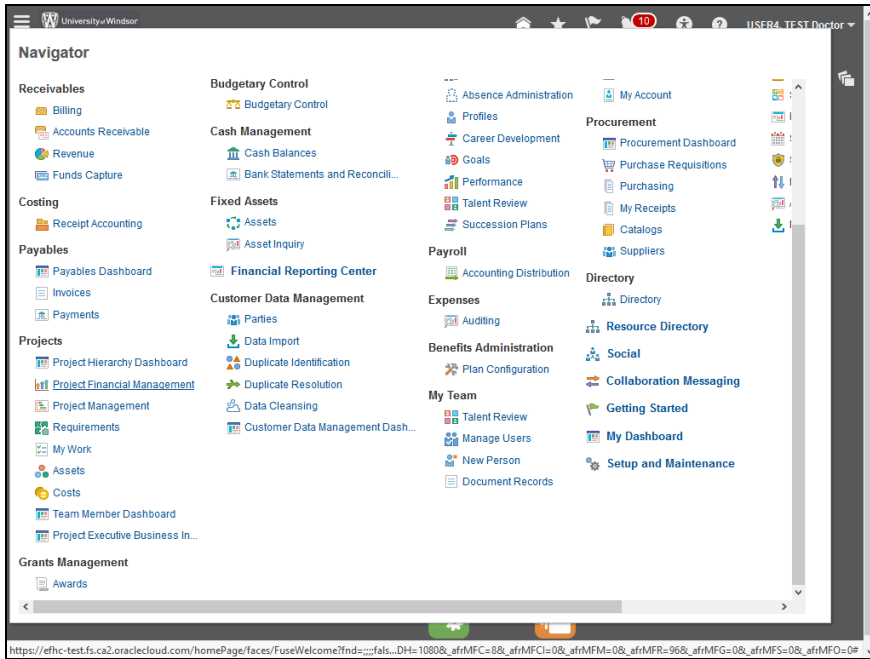 University of Windsor
10
USER4, TEST Doctor
Navigator
Receivables
Billing
Accounts Receivable
Revenue
Funds Capture
Costing
Receipt Accounting
Payables
Payables Dashboard
Invoices
Payments
Projects
Project Hierarchy Dashboard
Project Financial Management
Project Management
Requirements
My Work
Assets
Costs
Team Member Dashboard
Project Executive Business In...
Grants Management
Awards
Budgetary Control
Budgetary Control
Cash Management
Cash Balances
Bank Statements and Reconcili...
Fixed Assets
Assets
Asset Inquiry
Financial Reporting Center
Customer Data Management
Parties
Data Import
Duplicate Identification
Duplicate Resolution
Data Cleansing
Customer Data Management Dash...
Absence Administration
Profiles
Career Development
Goals
Performance
Talent Review
Succession Plans
Payroll
Accounting Distribution
Expenses
Auditing
Benefits Administration
Plan Configuration
My Team
Talent Review
Manage Users
New Person
Document Records
My Account
Procurement
Procurement Dashboard
Purchase Requisitions
Purchasing
My Receipts
Catalogs
Suppliers
Directory
Directory
Resource Directory
Social
Collaboration Messaging
Getting Started
My Dashboard
Setup and Maintenance
https://efhc-test.fs.ca2.oraclecloud.com/homePage/faces/FuseWelcome?fnd=;;;;fals...DH=1080&_afrMFC=8&_afrMFCI=0&_afrMFM=0&_afrMFR=96&_afrMFG=0&_afrMFS=0&_afrMFO=0#